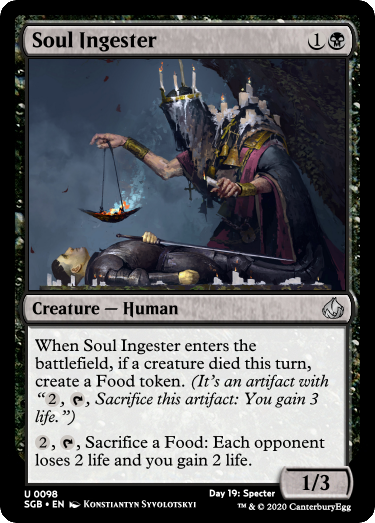 Soul Ingester 1
Creature — Human
When Soul Ingester enters the
battlefield, if a creature died this turn,
create a Food token. (It's an artifact with
“2, , Sacrifice this artifact: You gain 3
life.”)
2, , Sacrifice a Food: Each opponent
loses 2 life and you gain 2 life.
1/3
U 0098 Day 19: Specter
SGB • EN Konstantyn Syvolotskyi ™ & © 2020 CanterburyEgg